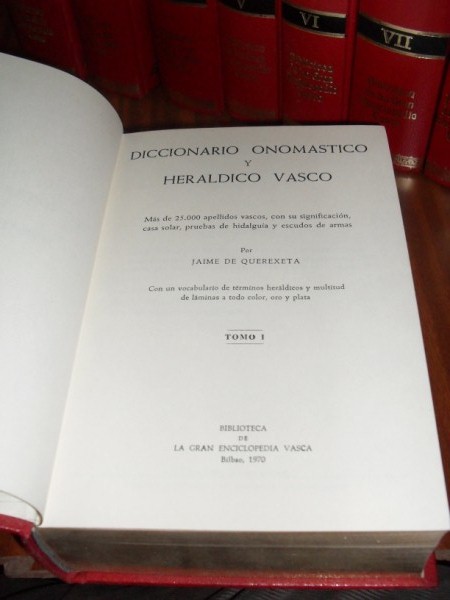 VI
VII
DICCIONARIO ONOMASTICO
Y
HERALDICO VASCO
Más de 25.000 apellidos vascos, con su significación,
casa solar, pruebas de hidalguía y escudos de armas
Por
JAIME DE QUEREXETA
Con un vocabulario de términos heráldicos y multitud
de láminas a todo color, oro y plata
TOMO I
BIBLIOTECA
DE
LA GRAN ENCICLOPEDIA VASCA
Bilbao, 1970